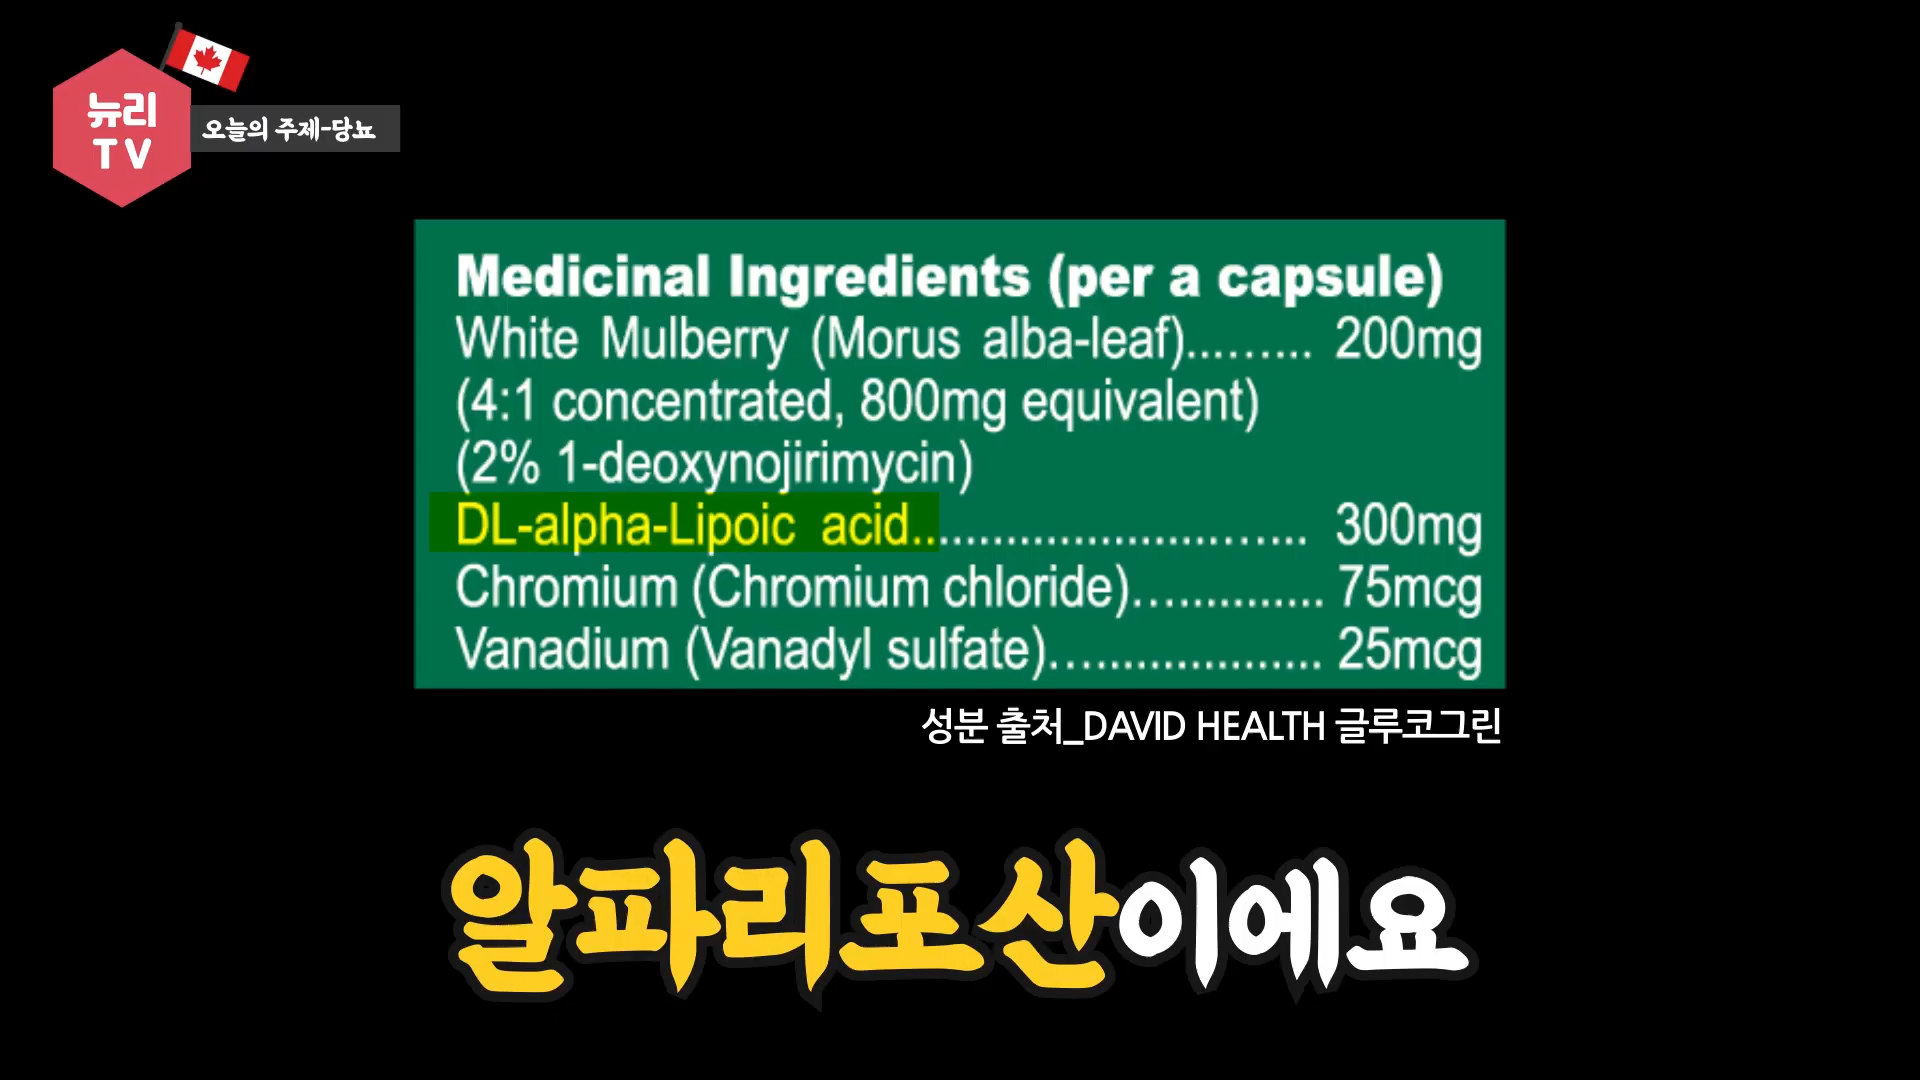 뉴리
TV
오늘의 주제-당뇨
Medicinal Ingredients (per a capsule)
White Mulberry (Morus alba-leaf)......... 200mg
(4:1 concentrated, 800mg equivalent)
(2% 1-deoxynojirimycin)
DL-alpha-Lipoic acid............................ 300mg
Chromium (Chromium chloride)............... 75mcg
Vanadium (Vanadyl sulfate).................... 25mcg
성분 출처_DAVID HEALTH 글루코그린
알파리포산이에요